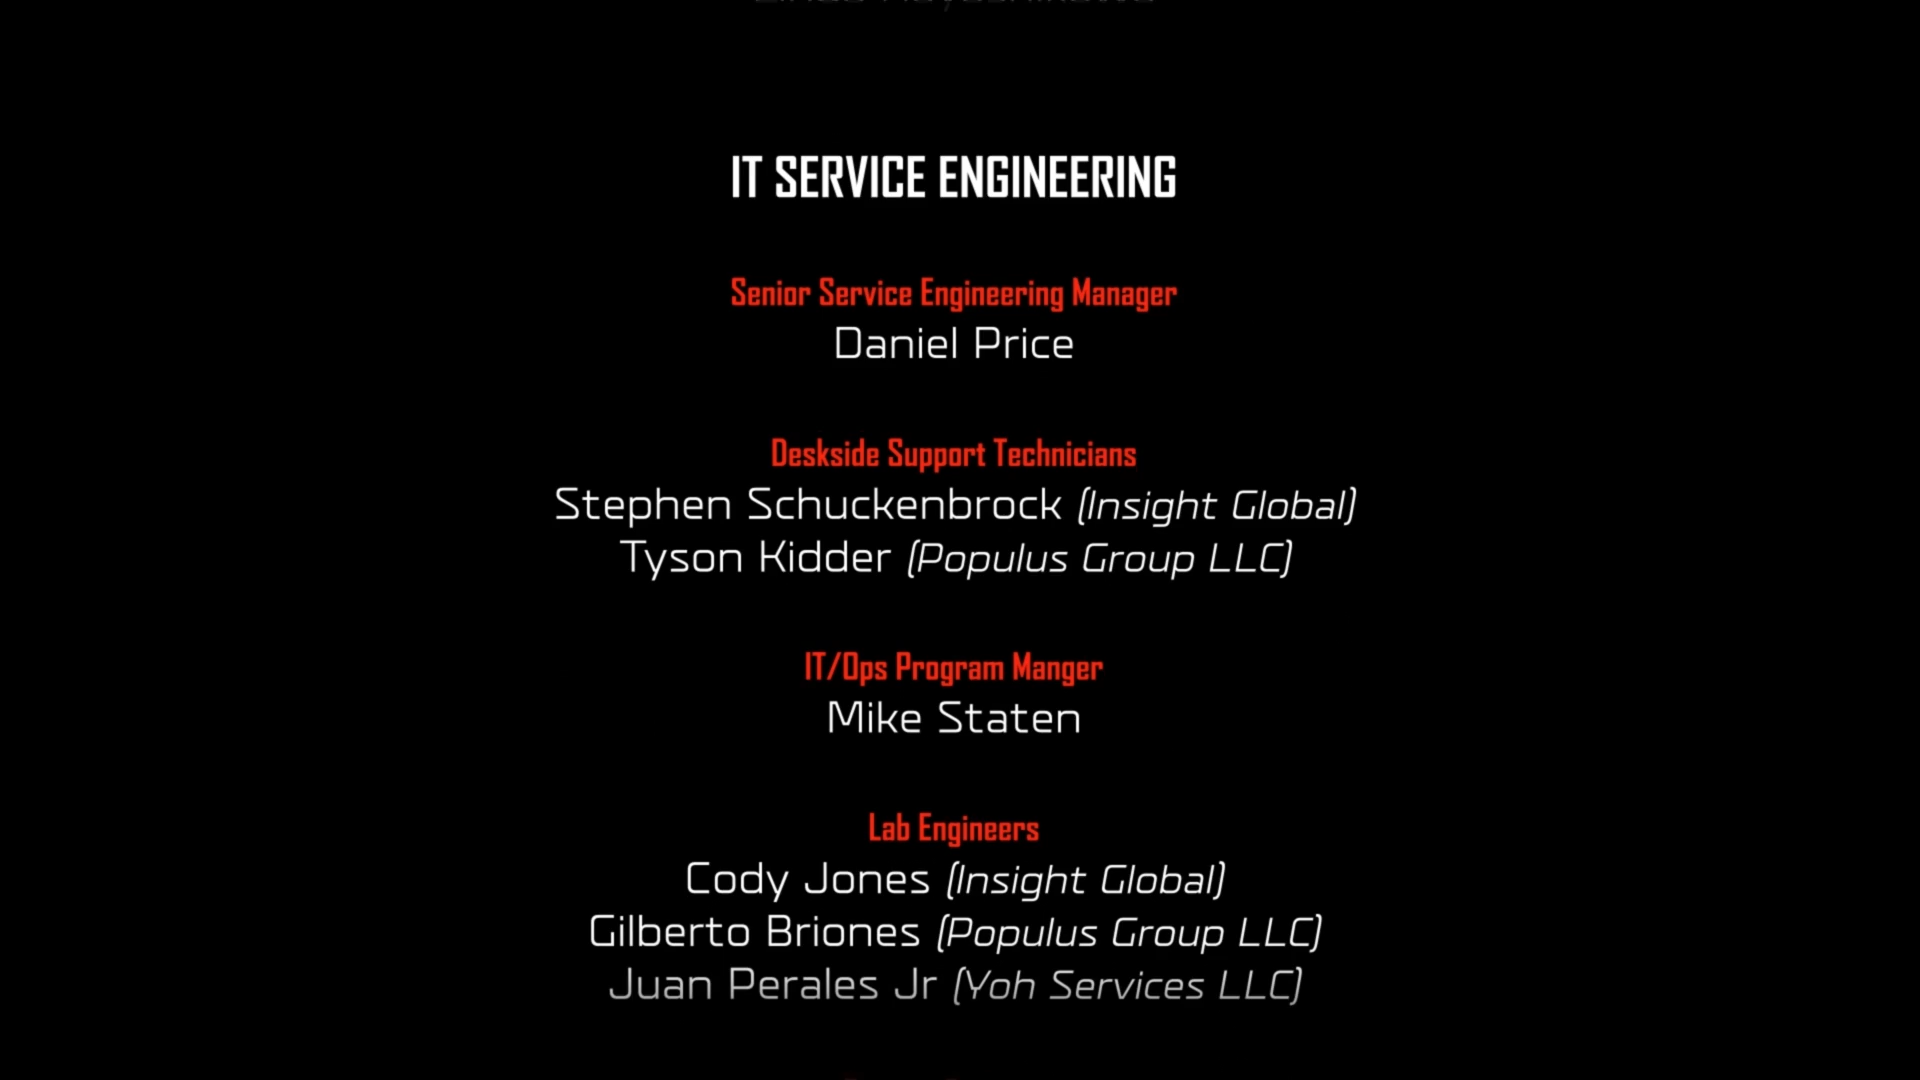 IT SERVICE ENGINEERING
Senior Service Engineering Manager
Daniel Price
Deskside Support Technicians
Stephen Schuckenbrock (Insight Global)
Tyson Kidder (Populus Group LLC)
IT/Ops Program Manger
Mike Staten
Lab Engineers
Cody Jones (Insight Global)
Gilberto Briones (Populus Group LLC)
Juan Perales Jr (Yoh Services LLC)